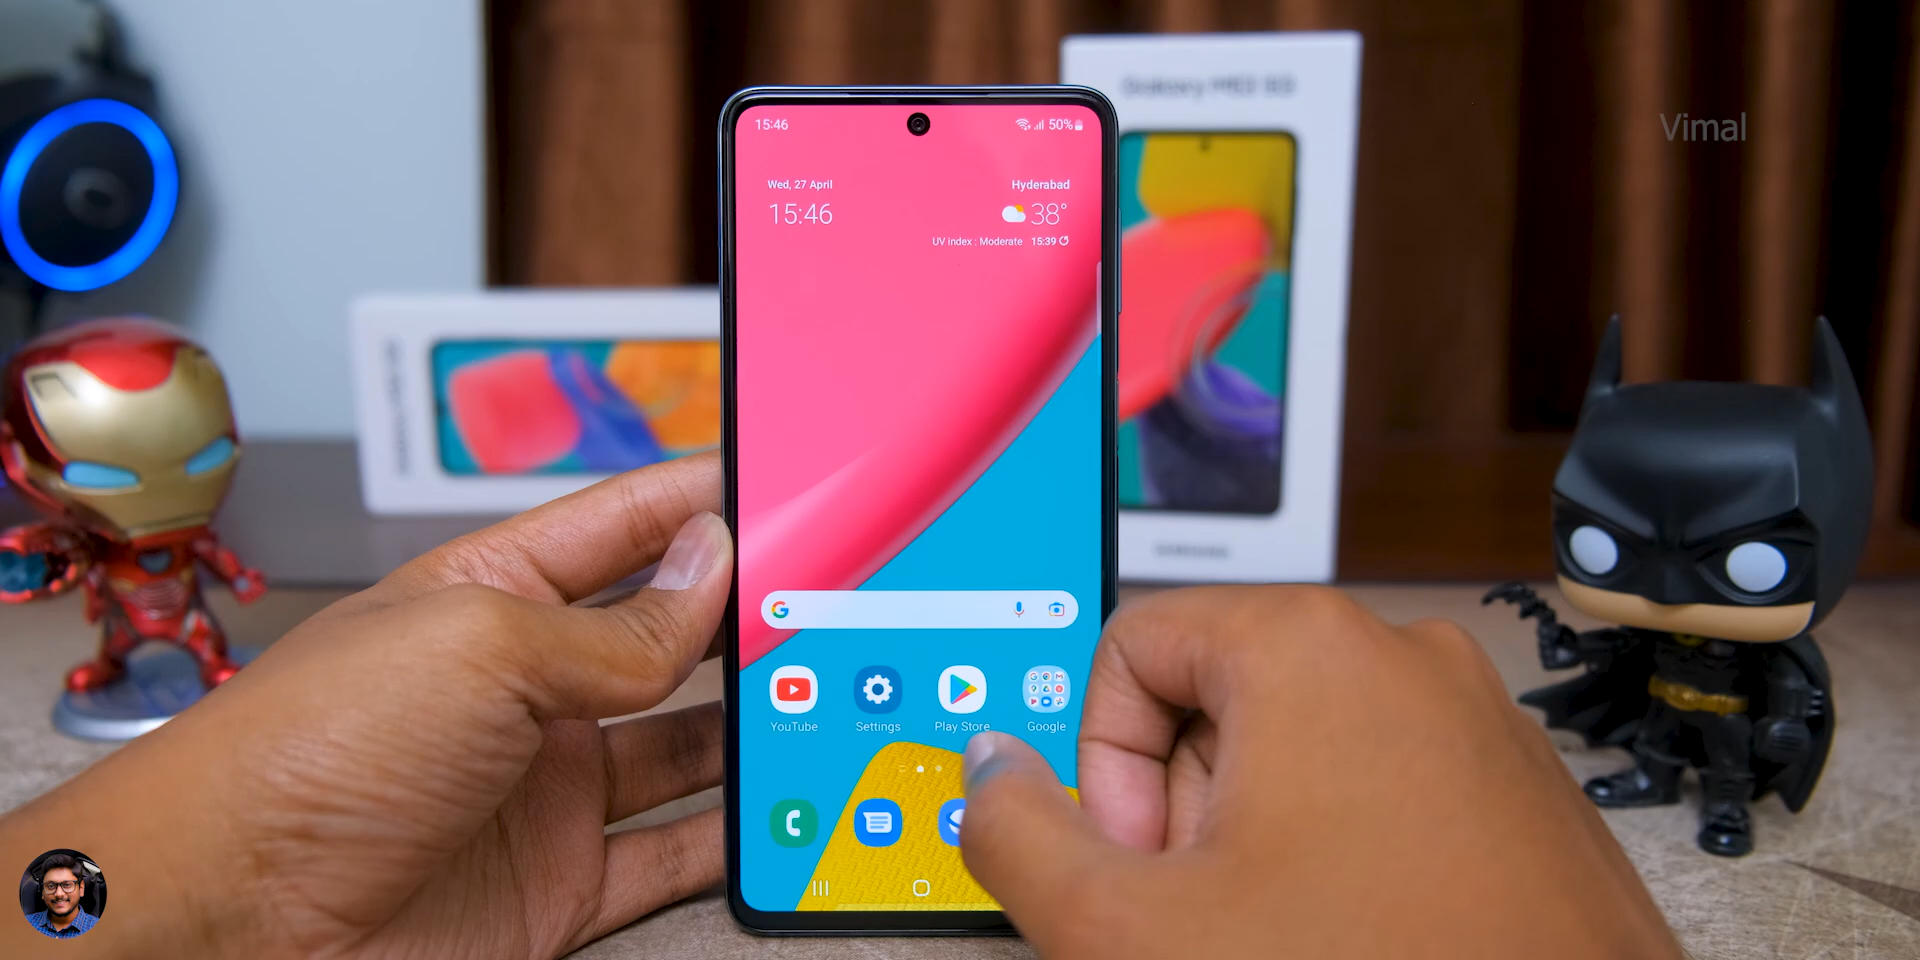 Vimal
15:46
50%
Wed, 27 April
15:46
Hyderabad
38°
UV index : Moderate 15:39
G
YouTube
Settings
Play Store
Google
SAMSUNG